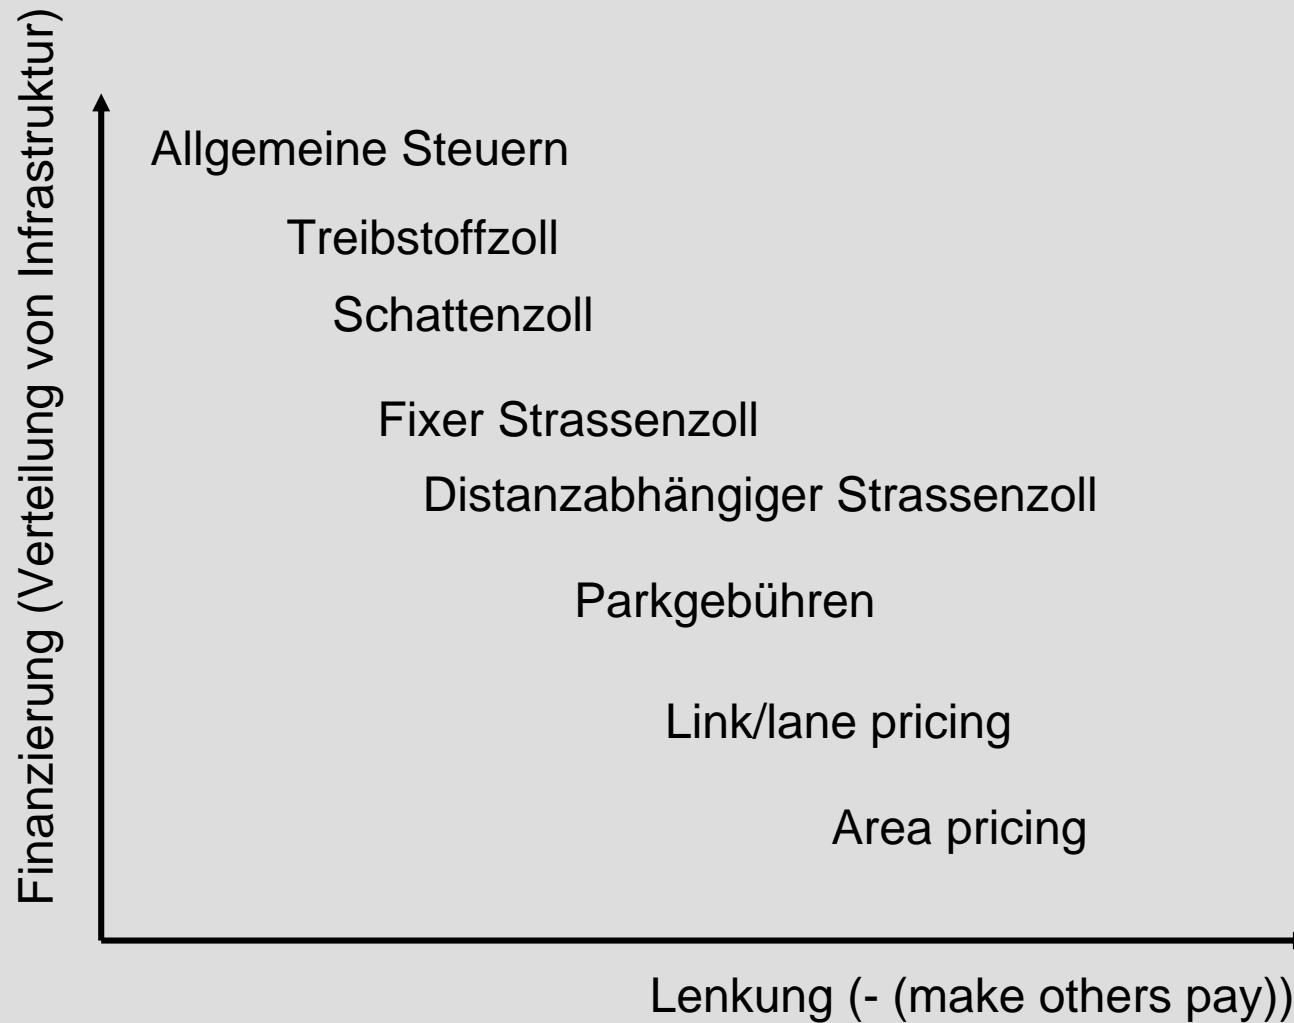 Finanzierung (Verteilung von Infrastruktur)
Allgemeine Steuern
Treibstoffzoll
Schattenzoll
Fixer Strassenzoll
Distanzabhängiger Strassenzoll
Parkgebühren
Link/lane pricing
Area pricing
Lenkung (- (make others pay))